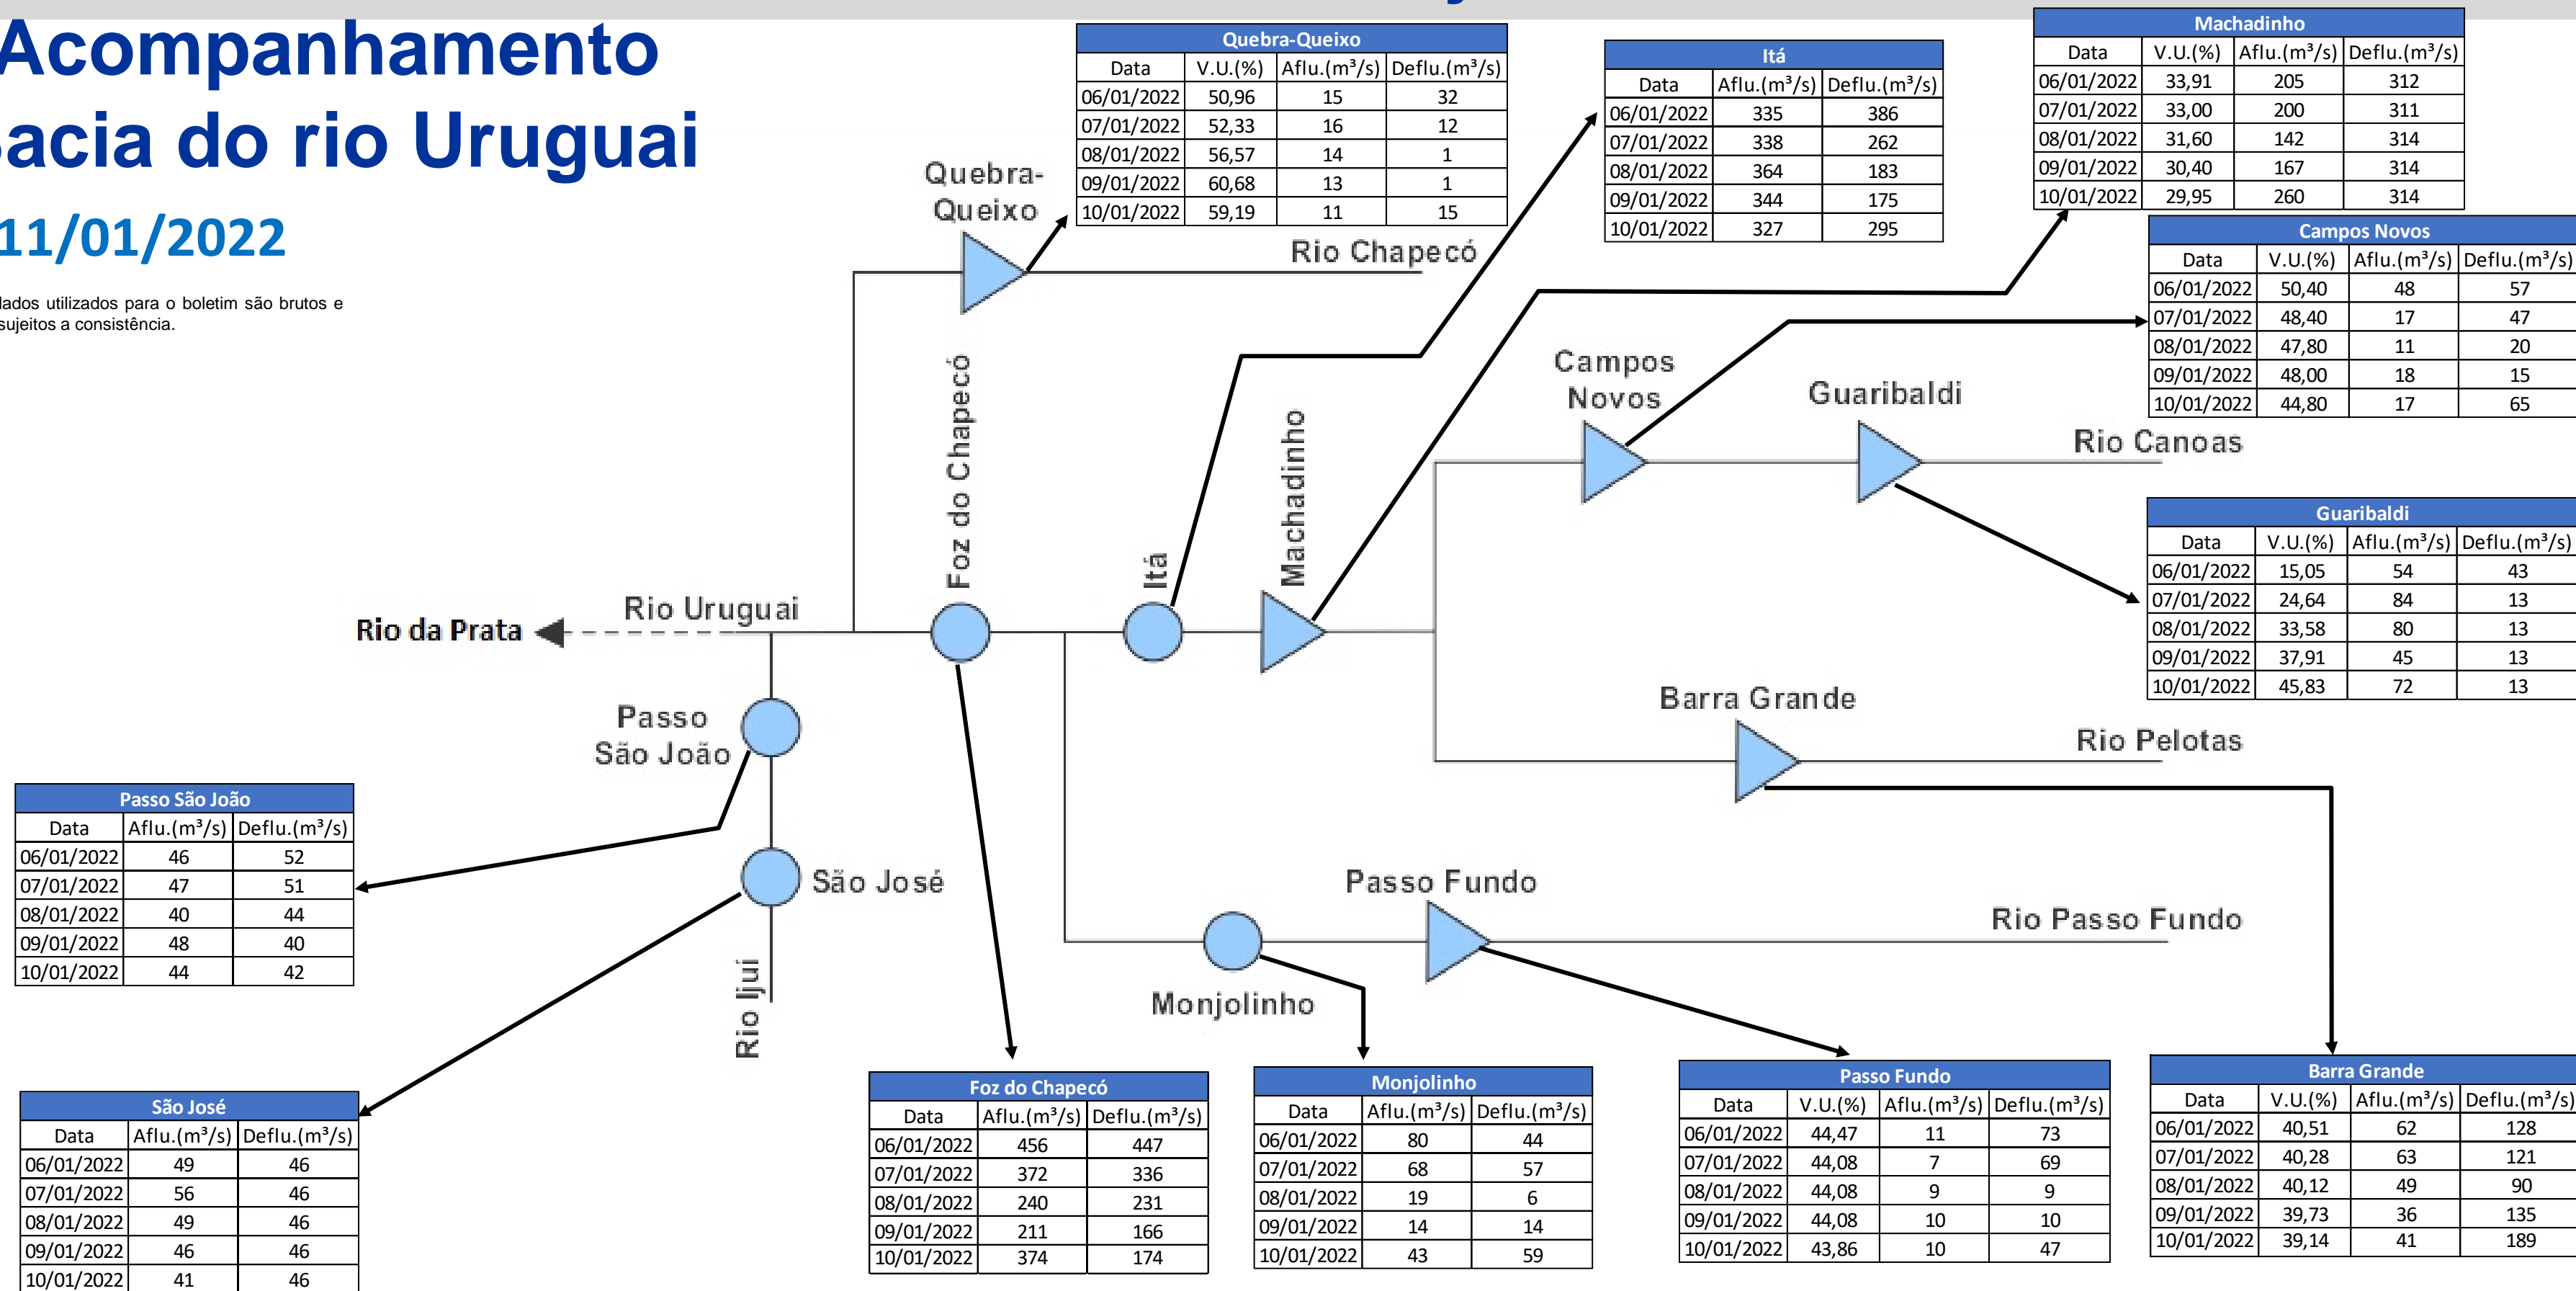 Acompanhamento
acia do rio Uruguai
11/01/2022
dados utilizados para o boletim são brutos e
sujeitos a consistência.
Quebra-Queixo
Data V.U.(%) Aflu.(m³/s) Deflu.(m³/s)
06/01/2022 50,96 15 32
07/01/2022 52,33 16 12
08/01/2022 56,57 14 1
09/01/2022 60,68 13 1
10/01/2022 59,19 11 15
Itá
Data Aflu.(m³/s) Deflu.(m³/s)
06/01/2022 335 386
07/01/2022 338 262
08/01/2022 364 183
09/01/2022 344 175
10/01/2022 327 295
Machadinho
Data V.U.(%) Aflu.(m³/s) Deflu.(m³/s)
06/01/2022 33,91 205 312
07/01/2022 33,00 200 311
08/01/2022 31,60 142 314
09/01/2022 30,40 167 314
10/01/2022 29,95 260 314
Campos Novos
Data V.U.(%) Aflu.(m³/s) Deflu.(m³/s)
06/01/2022 50,40 48 57
07/01/2022 48,40 17 47
08/01/2022 47,80 11 20
09/01/2022 48,00 18 15
10/01/2022 44,80 17 65
Quebra-
Queixo
Rio Chapecó
Foz do Chapecó
Itá
Machadinho
Campos
Novos
Guaribaldi
Rio Canoas
Guaribaldi
Data V.U.(%) Aflu.(m³/s) Deflu.(m³/s)
06/01/2022 15,05 54 43
07/01/2022 24,64 84 13
08/01/2022 33,58 80 13
09/01/2022 37,91 45 13
10/01/2022 45,83 72 13
Rio da Prata
Rio Uruguai
Barra Grande
Rio Pelotas
Passo
São João
São José
Rio Ijuí
Passo Fundo
Rio Passo Fundo
Monjolinho
Passo São João
Data Aflu.(m³/s) Deflu.(m³/s)
06/01/2022 46 52
07/01/2022 47 51
08/01/2022 40 44
09/01/2022 48 40
10/01/2022 44 42
São José
Data Aflu.(m³/s) Deflu.(m³/s)
06/01/2022 49 46
07/01/2022 56 46
08/01/2022 49 46
09/01/2022 46 46
10/01/2022 41 46
Foz do Chapecó
Data Aflu.(m³/s) Deflu.(m³/s)
06/01/2022 456 447
07/01/2022 372 336
08/01/2022 240 231
09/01/2022 211 166
10/01/2022 374 174
Monjolinho
Data Aflu.(m³/s) Deflu.(m³/s)
06/01/2022 80 44
07/01/2022 68 57
08/01/2022 19 6
09/01/2022 14 14
10/01/2022 43 59
Passo Fundo
Data V.U.(%) Aflu.(m³/s) Deflu.(m³/s)
06/01/2022 44,47 11 73
07/01/2022 44,08 7 69
08/01/2022 44,08 9 9
09/01/2022 44,08 10 10
10/01/2022 43,86 10 47
Barra Grande
Data V.U.(%) Aflu.(m³/s) Deflu.(m³/s)
06/01/2022 40,51 62 128
07/01/2022 40,28 63 121
08/01/2022 40,12 49 90
09/01/2022 39,73 36 135
10/01/2022 39,14 41 189